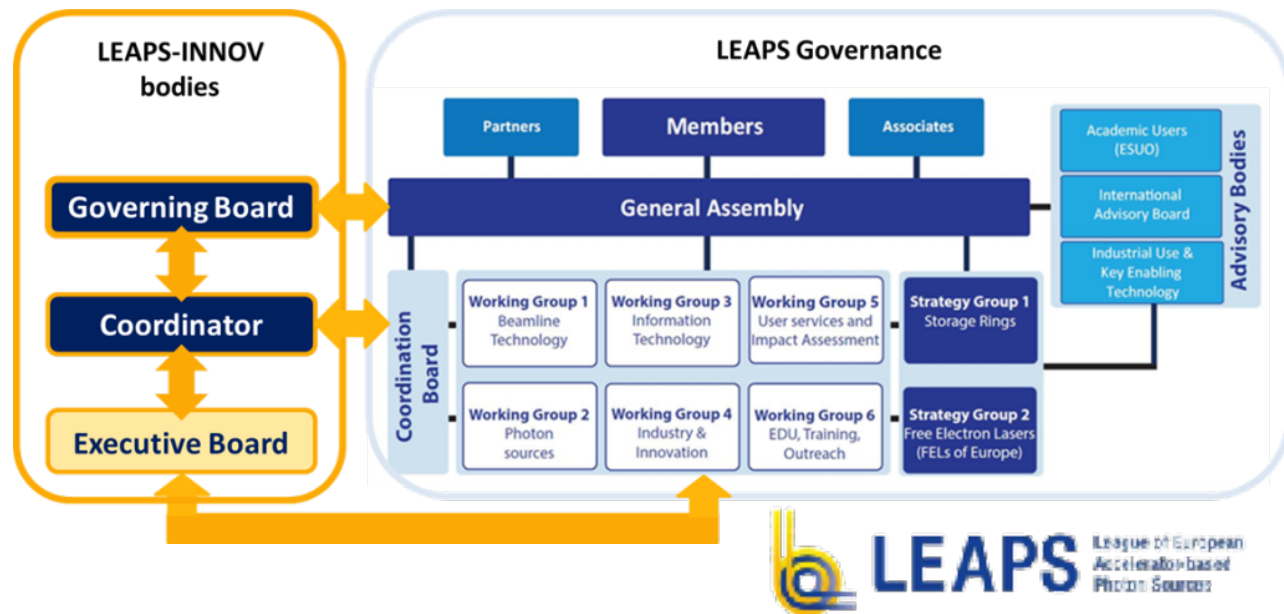 LEAPS-INNOV
bodies
Governing Board
Coordinator
Executive Board
LEAPS Governance
Partners
Members
Associates
General Assembly
Academic Users
(ESUO)
International
Advisory Board
Industrial Use &
Key Enabling
Technology
Advisory Bodies
Coordination
Board
Working Group 1
Beamline
Technology
Working Group 3
Information
Technology
Working Group 5
User services and
Impact Assessment
Strategy Group 1
Storage Rings
Working Group 2
Photon
sources
Working Group 4
Industry &
Innovation
Working Group 6
EDU, Training,
Outreach
Strategy Group 2
Free Electron Lasers
(FELs of Europe)
LEAPS
League of European
Accelerator-based
Photon Sources